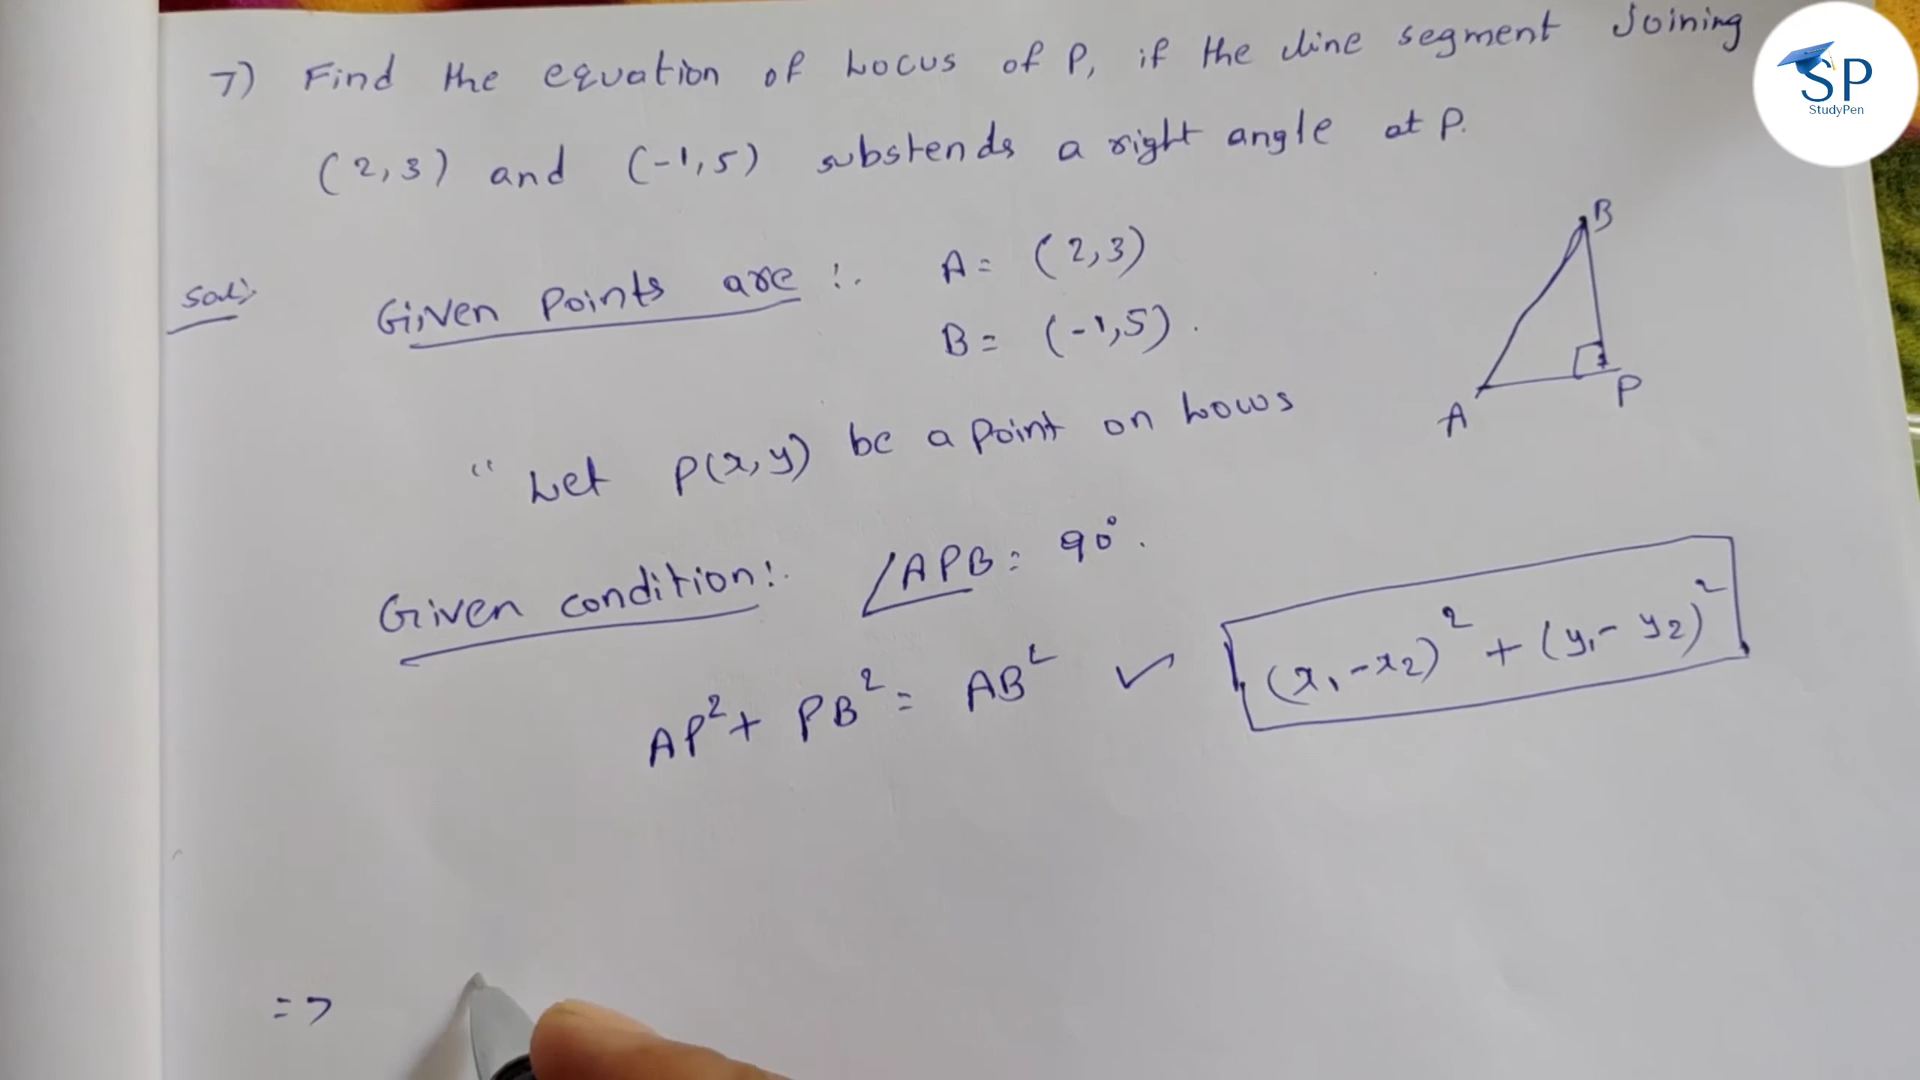 7) Find the equation of Locus of P, if the line segment Joining
(2,3) and (-1,5) substends a right angle at P.
SP
StudyPen
Sol:
Given Points are :. A = (2,3)
B = (-1,5).
B
A
P
" Let P(x,y) be a Point on Locus
Given condition:. ∠APB = 90°.
AP² + PB² = AB² ✓ (x₁-x₂)² + (y₁-y₂)²
=>